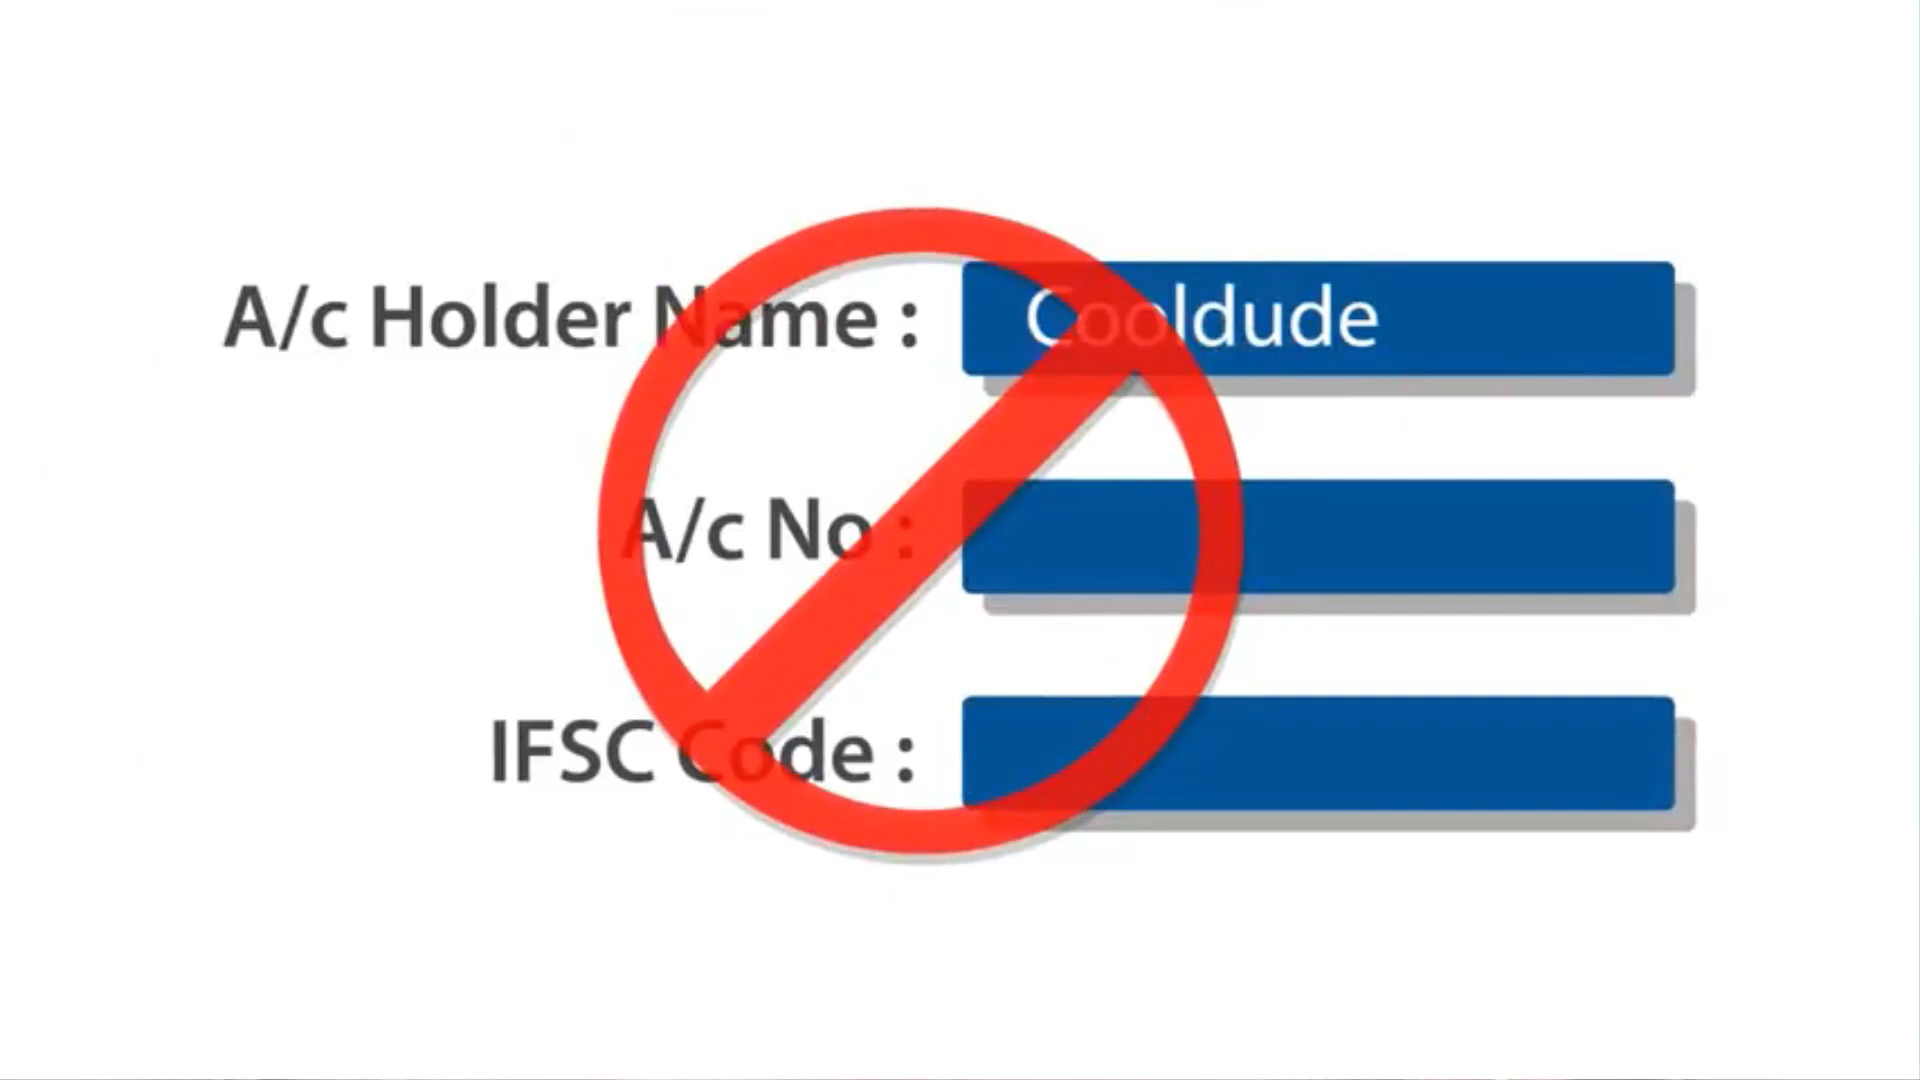 A/c Holder Name : Cooldude
A/c No :
IFSC Code :